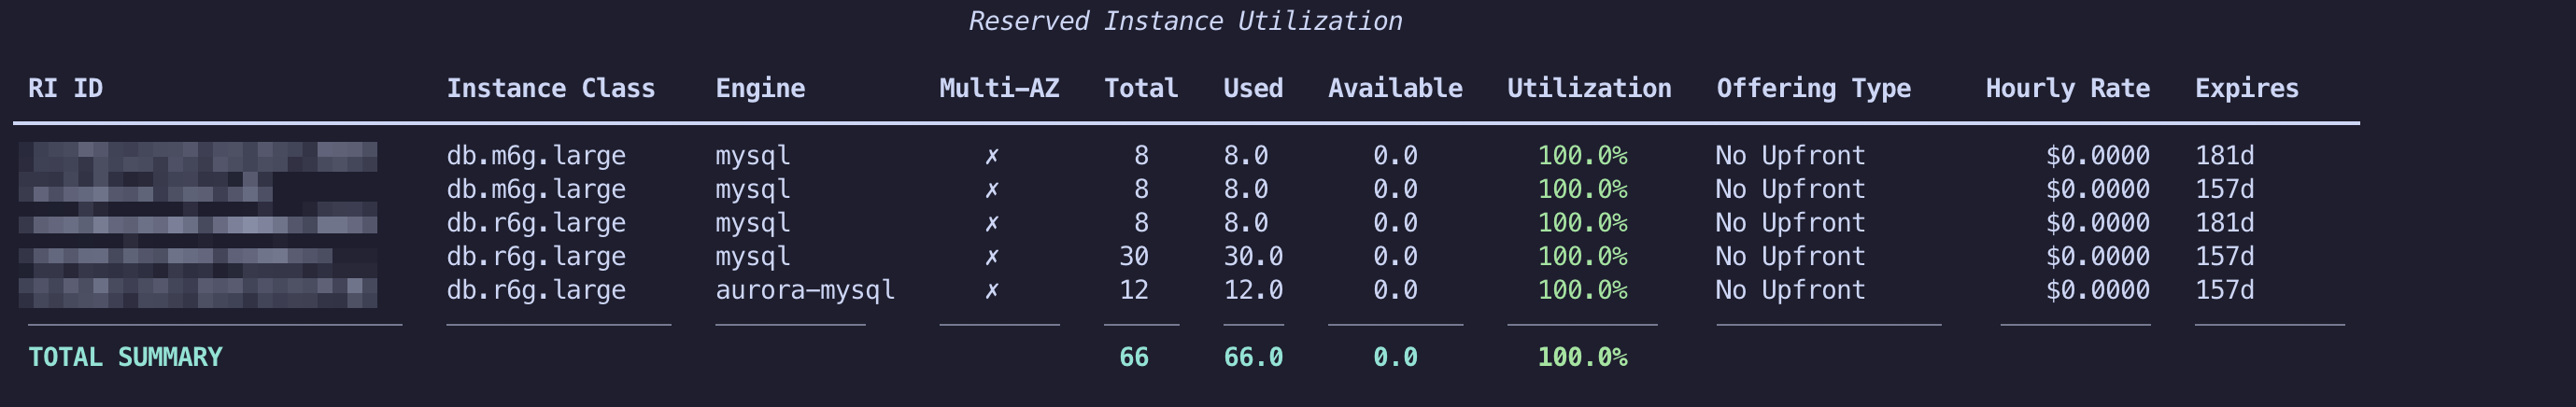 Reserved Instance Utilization
RI ID Instance Class Engine Multi-AZ Total Used Available Utilization Offering Type Hourly Rate Expires
db.m6g.large mysql ✗ 8 8.0 0.0 100.0% No Upfront $0.0000 181d
db.m6g.large mysql ✗ 8 8.0 0.0 100.0% No Upfront $0.0000 157d
db.r6g.large mysql ✗ 8 8.0 0.0 100.0% No Upfront $0.0000 181d
db.r6g.large mysql ✗ 30 30.0 0.0 100.0% No Upfront $0.0000 157d
db.r6g.large aurora-mysql ✗ 12 12.0 0.0 100.0% No Upfront $0.0000 157d
TOTAL SUMMARY 66 66.0 0.0 100.0%